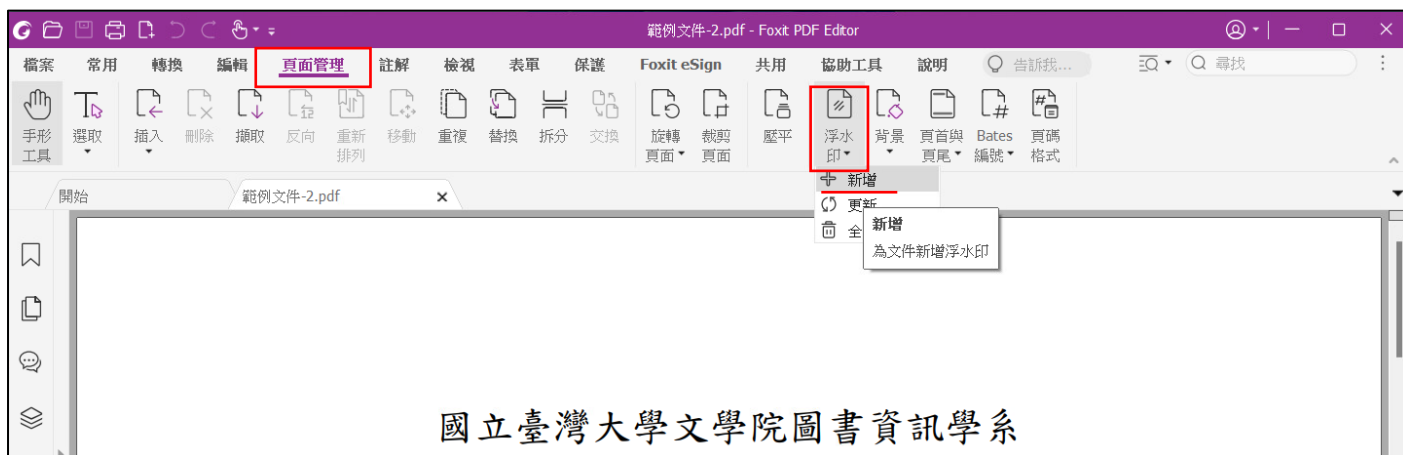 範例文件-2.pdf - Foxit PDF Editor
檔案 常用 轉換 編輯 頁面管理 註解 檢視 表單 保護 Foxit eSign 共用 協助工具 說明 告訴我... 尋找
手形 選取 插入 刪除 擷取 反向 重新 移動 重複 替換 拆分 交換 旋轉 裁剪 壓平 浮水 背景 頁首與 Bates 頁碼
工具 排列 頁面 頁面 印 頁尾 編號 格式
開始 範例文件-2.pdf
新增
更新
全
新增
為文件新增浮水印
國立臺灣大學文學院圖書資訊學系